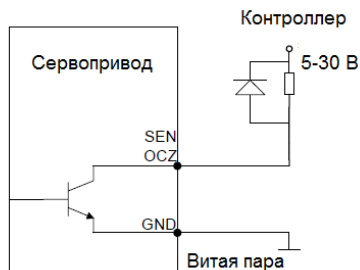 Контроллер
5-30 В
Сервопривод
SEN
OCZ
GND
Витая пара